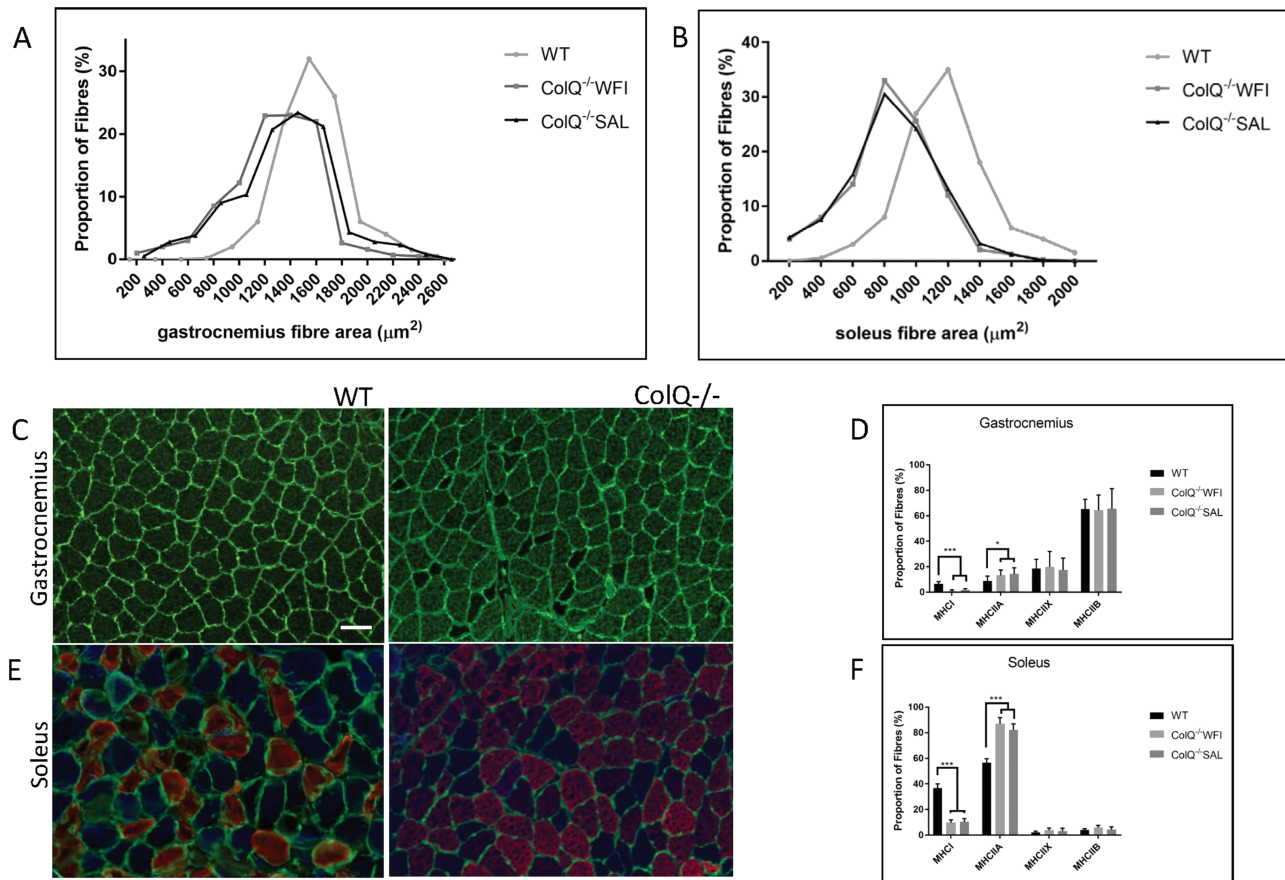 A
Proportion of Fibres (%)
30
20
10
0
200 400 600 800 1000 1200 1400 1600 1800 2000 2200 2400 2600
gastrocnemius fibre area (μm²)
WT
ColQ⁻/⁻WFI
ColQ⁻/⁻SAL
B
Proportion of Fibres (%)
40
30
20
10
0
200 400 600 800 1000 1200 1400 1600 2000
soleus fibre area (μm²)
WT
ColQ⁻/⁻WFI
ColQ⁻/⁻SAL
WT
ColQ-/-
C
Gastrocnemius
D
Gastrocnemius
Proportion of Fibres (%)
100
80
60
40
20
0
***
*
MHCI MHCIIA MHCIIX MHCIIB
WT
ColQ⁻/⁻WFI
ColQ⁻/⁻SAL
E
Soleus
F
Soleus
Proportion of Fibres (%)
100
80
60
40
20
0
***
***
MHCI MHCIIA MHCIIX MHCIIB
WT
ColQ⁻/⁻WFI
ColQ⁻/⁻SAL